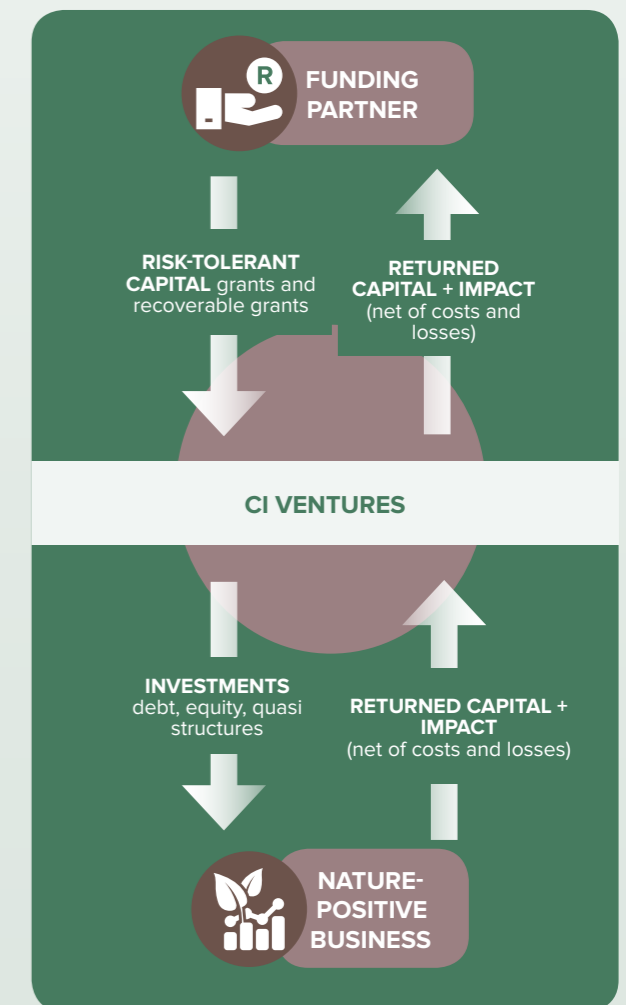 R
FUNDING
PARTNER
RISK-TOLERANT
CAPITAL grants and
recoverable grants
RETURNED
CAPITAL + IMPACT
(net of costs and
losses)
CI VENTURES
INVESTMENTS
debt, equity, quasi
structures
RETURNED CAPITAL +
IMPACT
(net of costs and losses)
NATURE-
POSITIVE
BUSINESS